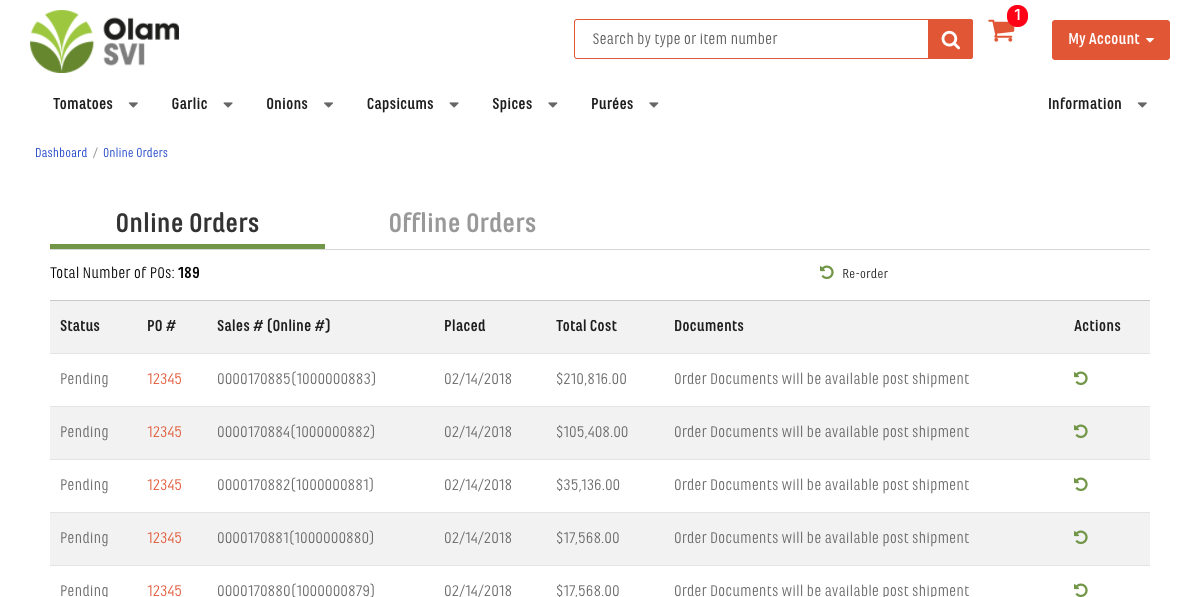 Olam
SVI
Search by type or item number
1
My Account
Tomatoes Garlic Onions Capsicums Spices Purées Information
Dashboard / Online Orders
Online Orders Offline Orders
Total Number of POs: 189 Re-order
Status PO # Sales # (Online #) Placed Total Cost Documents Actions
Pending 12345 0000170885(1000000883) 02/14/2018 $210,816.00 Order Documents will be available post shipment
Pending 12345 0000170884(1000000882) 02/14/2018 $105,408.00 Order Documents will be available post shipment
Pending 12345 0000170882(1000000881) 02/14/2018 $35,136.00 Order Documents will be available post shipment
Pending 12345 0000170881(1000000880) 02/14/2018 $17,568.00 Order Documents will be available post shipment
Pending 12345 0000170880(1000000879) 02/14/2018 $17,568.00 Order Documents will be available post shipment